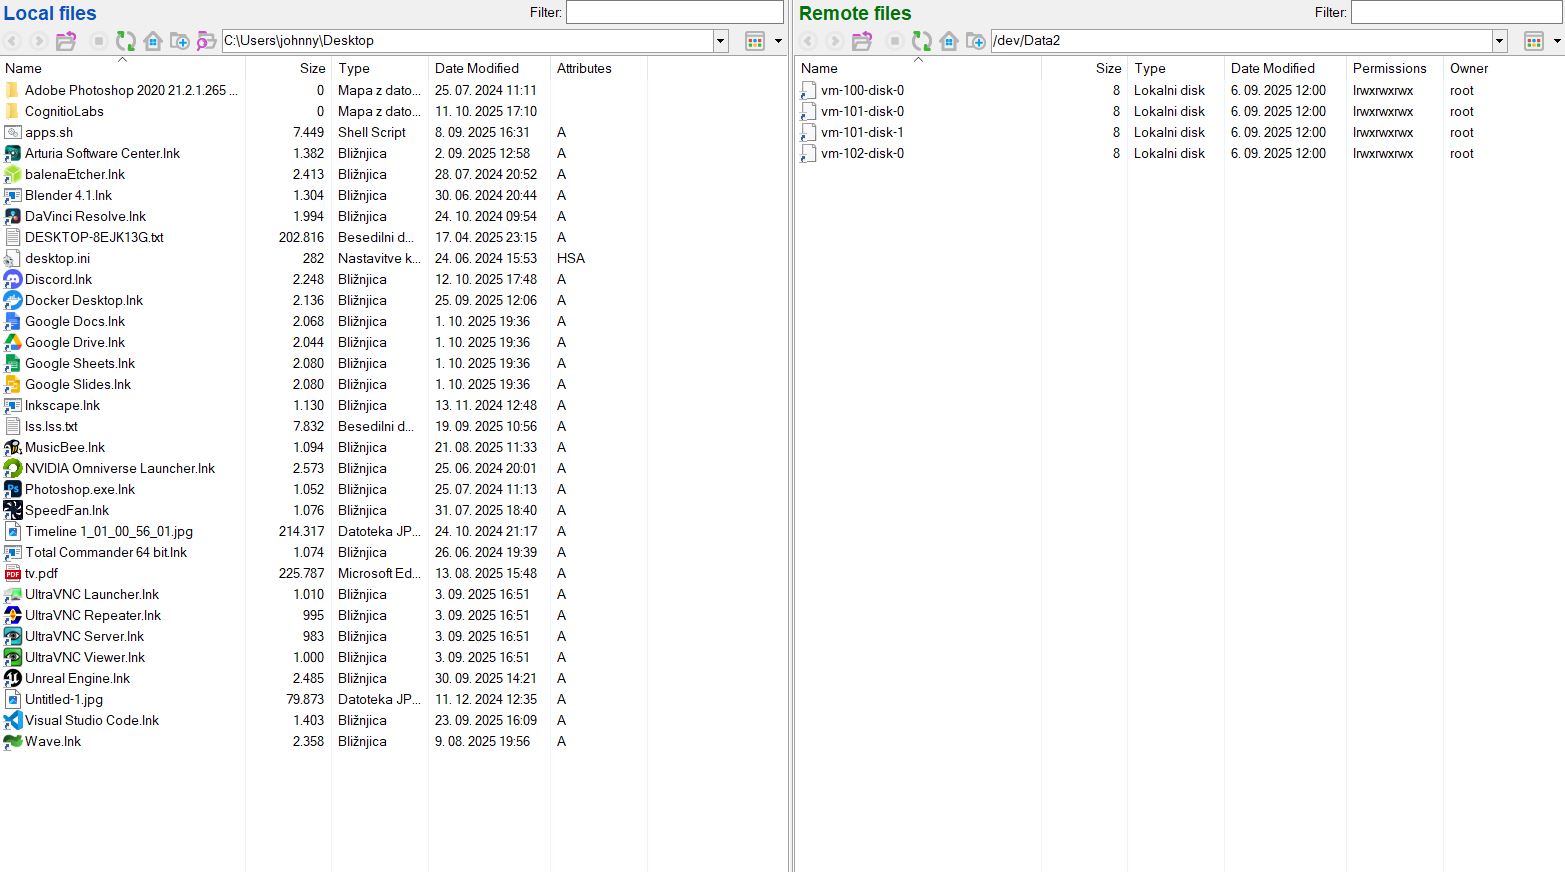 Local files Filter:
C:\Users\johnny\Desktop
Name Size Type Date Modified Attributes
Adobe Photoshop 2020 21.2.1.265 ... 0 Mapa z dato... 25. 07. 2024 11:11
CognitioLabs 0 Mapa z dato... 11. 10. 2025 17:10
apps.sh 7.449 Shell Script 8. 09. 2025 16:31 A
Arturia Software Center.lnk 1.382 Bližnjica 2. 09. 2025 12:58 A
balenaEtcher.lnk 2.413 Bližnjica 28. 07. 2024 20:52 A
Blender 4.1.lnk 1.304 Bližnjica 30. 06. 2024 20:44 A
DaVinci Resolve.lnk 1.994 Bližnjica 24. 10. 2024 09:54 A
DESKTOP-8EJK13G.txt 202.816 Besedilni d... 17. 04. 2025 23:15 A
desktop.ini 282 Nastavitve k... 24. 06. 2024 15:53 HSA
Discord.lnk 2.248 Bližnjica 12. 10. 2025 17:48 A
Docker Desktop.lnk 2.136 Bližnjica 25. 09. 2025 12:06 A
Google Docs.lnk 2.068 Bližnjica 1. 10. 2025 19:36 A
Google Drive.lnk 2.044 Bližnjica 1. 10. 2025 19:36 A
Google Sheets.lnk 2.080 Bližnjica 1. 10. 2025 19:36 A
Google Slides.lnk 2.080 Bližnjica 1. 10. 2025 19:36 A
Inkscape.lnk 1.130 Bližnjica 13. 11. 2024 12:48 A
lss.lss.txt 7.832 Besedilni d... 19. 09. 2025 10:56 A
MusicBee.lnk 1.094 Bližnjica 21. 08. 2025 11:33 A
NVIDIA Omniverse Launcher.lnk 2.573 Bližnjica 25. 06. 2024 20:01 A
Photoshop.exe.lnk 1.052 Bližnjica 25. 07. 2024 11:13 A
SpeedFan.lnk 1.076 Bližnjica 31. 07. 2025 18:40 A
Timeline 1_01_00_56_01.jpg 214.317 Datoteka JP... 24. 10. 2024 21:17 A
Total Commander 64 bit.lnk 1.074 Bližnjica 26. 06. 2024 19:39 A
tv.pdf 225.787 Microsoft Ed... 13. 08. 2025 15:48 A
UltraVNC Launcher.lnk 1.010 Bližnjica 3. 09. 2025 16:51 A
UltraVNC Repeater.lnk 995 Bližnjica 3. 09. 2025 16:51 A
UltraVNC Server.lnk 983 Bližnjica 3. 09. 2025 16:51 A
UltraVNC Viewer.lnk 1.000 Bližnjica 3. 09. 2025 16:51 A
Unreal Engine.lnk 2.485 Bližnjica 30. 09. 2025 14:21 A
Untitled-1.jpg 79.873 Datoteka JP... 11. 12. 2024 12:35 A
Visual Studio Code.lnk 1.403 Bližnjica 23. 09. 2025 16:09 A
Wave.lnk 2.358 Bližnjica 9. 08. 2025 19:56 A
Remote files Filter:
/dev/Data2
Name Size Type Date Modified Permissions Owner
vm-100-disk-0 8 Lokalni disk 6. 09. 2025 12:00 lrwxrwxrwx root
vm-101-disk-0 8 Lokalni disk 6. 09. 2025 12:00 lrwxrwxrwx root
vm-101-disk-1 8 Lokalni disk 6. 09. 2025 12:00 lrwxrwxrwx root
vm-102-disk-0 8 Lokalni disk 6. 09. 2025 12:00 lrwxrwxrwx root